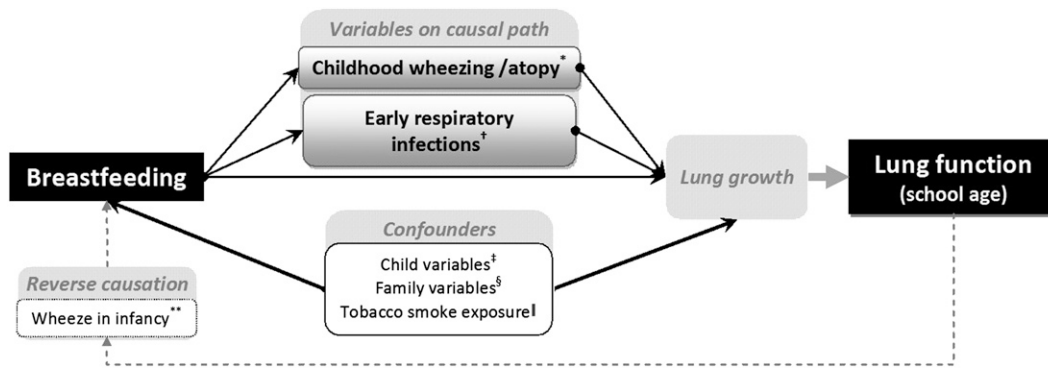 Variables on causal path
Childhood wheezing /atopy*
Early respiratory
infections†
Breastfeeding
Lung growth
Lung function
(school age)
Confounders
Child variables‡
Family variables§
Tobacco smoke exposure‖
Reverse causation
Wheeze in infancy**